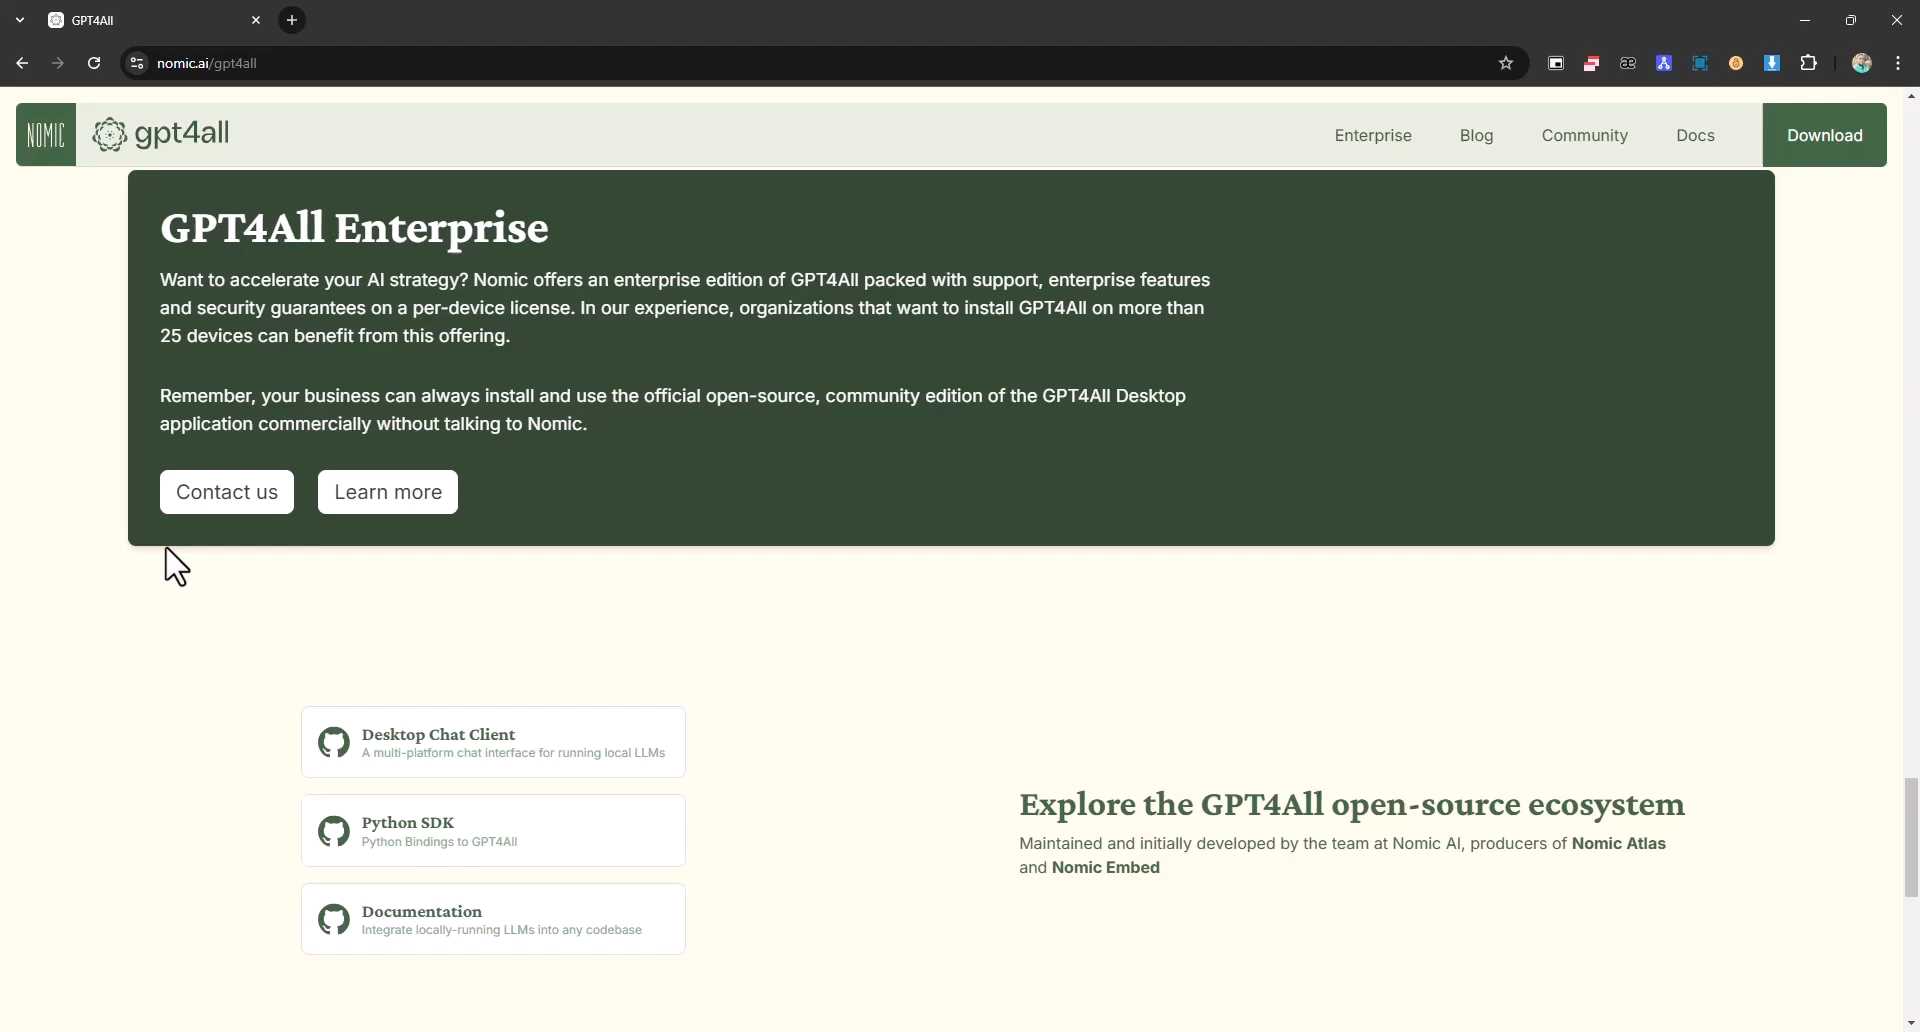 GPT4All
nomic.ai/gpt4all
NOMIC
gpt4all
Enterprise
Blog
Community
Docs
Download
GPT4All Enterprise
Want to accelerate your AI strategy? Nomic offers an enterprise edition of GPT4All packed with support, enterprise features
and security guarantees on a per-device license. In our experience, organizations that want to install GPT4All on more than
25 devices can benefit from this offering.
Remember, your business can always install and use the official open-source, community edition of the GPT4All Desktop
application commercially without talking to Nomic.
Contact us
Learn more
Desktop Chat Client
A multi-platform chat interface for running local LLMs
Python SDK
Python Bindings to GPT4All
Documentation
Integrate locally-running LLMs into any codebase
Explore the GPT4All open-source ecosystem
Maintained and initially developed by the team at Nomic AI, producers of Nomic Atlas
and Nomic Embed